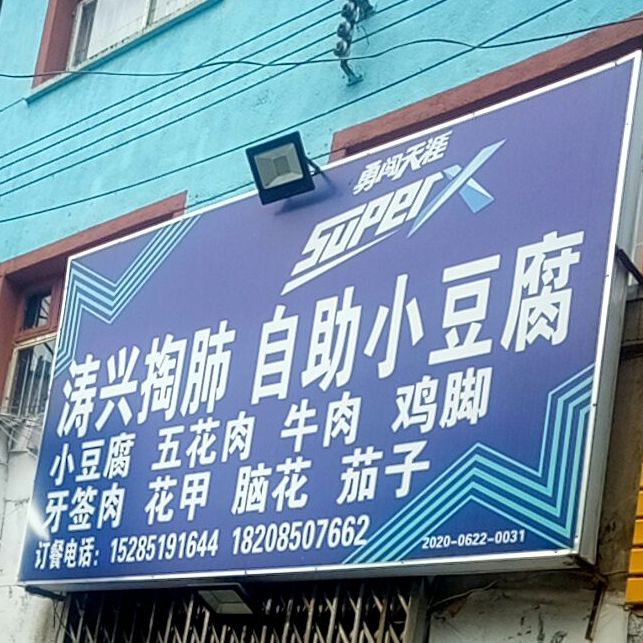 勇闯天涯
SUPERX
涛兴掏肺 自助小豆腐
小豆腐 五花肉 牛肉 鸡脚
牙签肉 花甲 脑花 茄子
订餐电话：15285191644 18208507662
2020-0622-0031